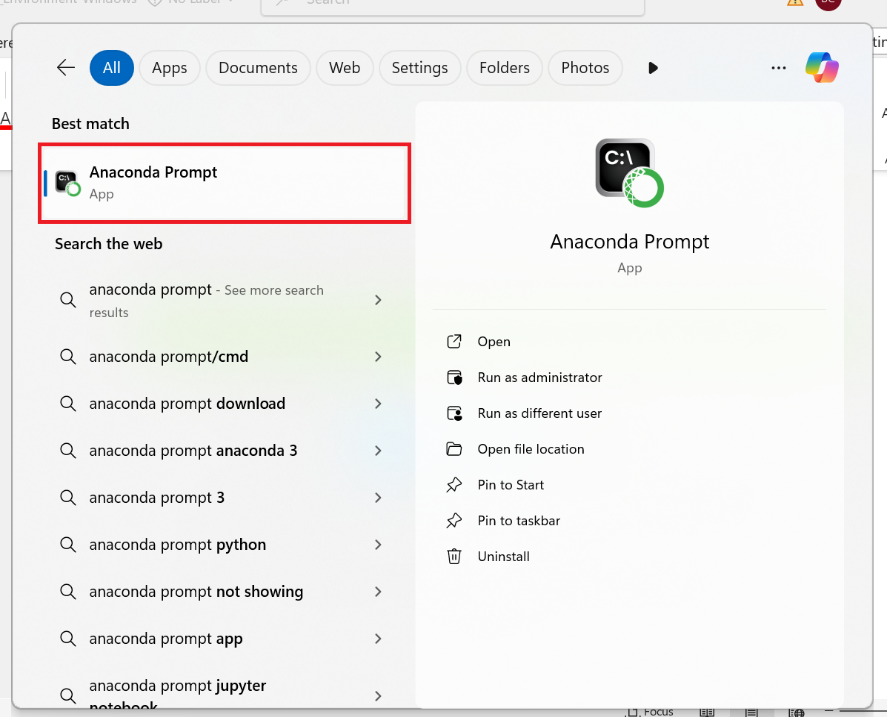 _Environment_Windows
No Label
Search
All
Apps
Documents
Web
Settings
Folders
Photos
Best match
Anaconda Prompt
App
Search the web
anaconda prompt - See more search
results
anaconda prompt/cmd
anaconda prompt download
anaconda prompt anaconda 3
anaconda prompt 3
anaconda prompt python
anaconda prompt not showing
anaconda prompt app
anaconda prompt jupyter
notebook
C:\
Anaconda Prompt
App
Open
Run as administrator
Run as different user
Open file location
Pin to Start
Pin to taskbar
Uninstall
Focus